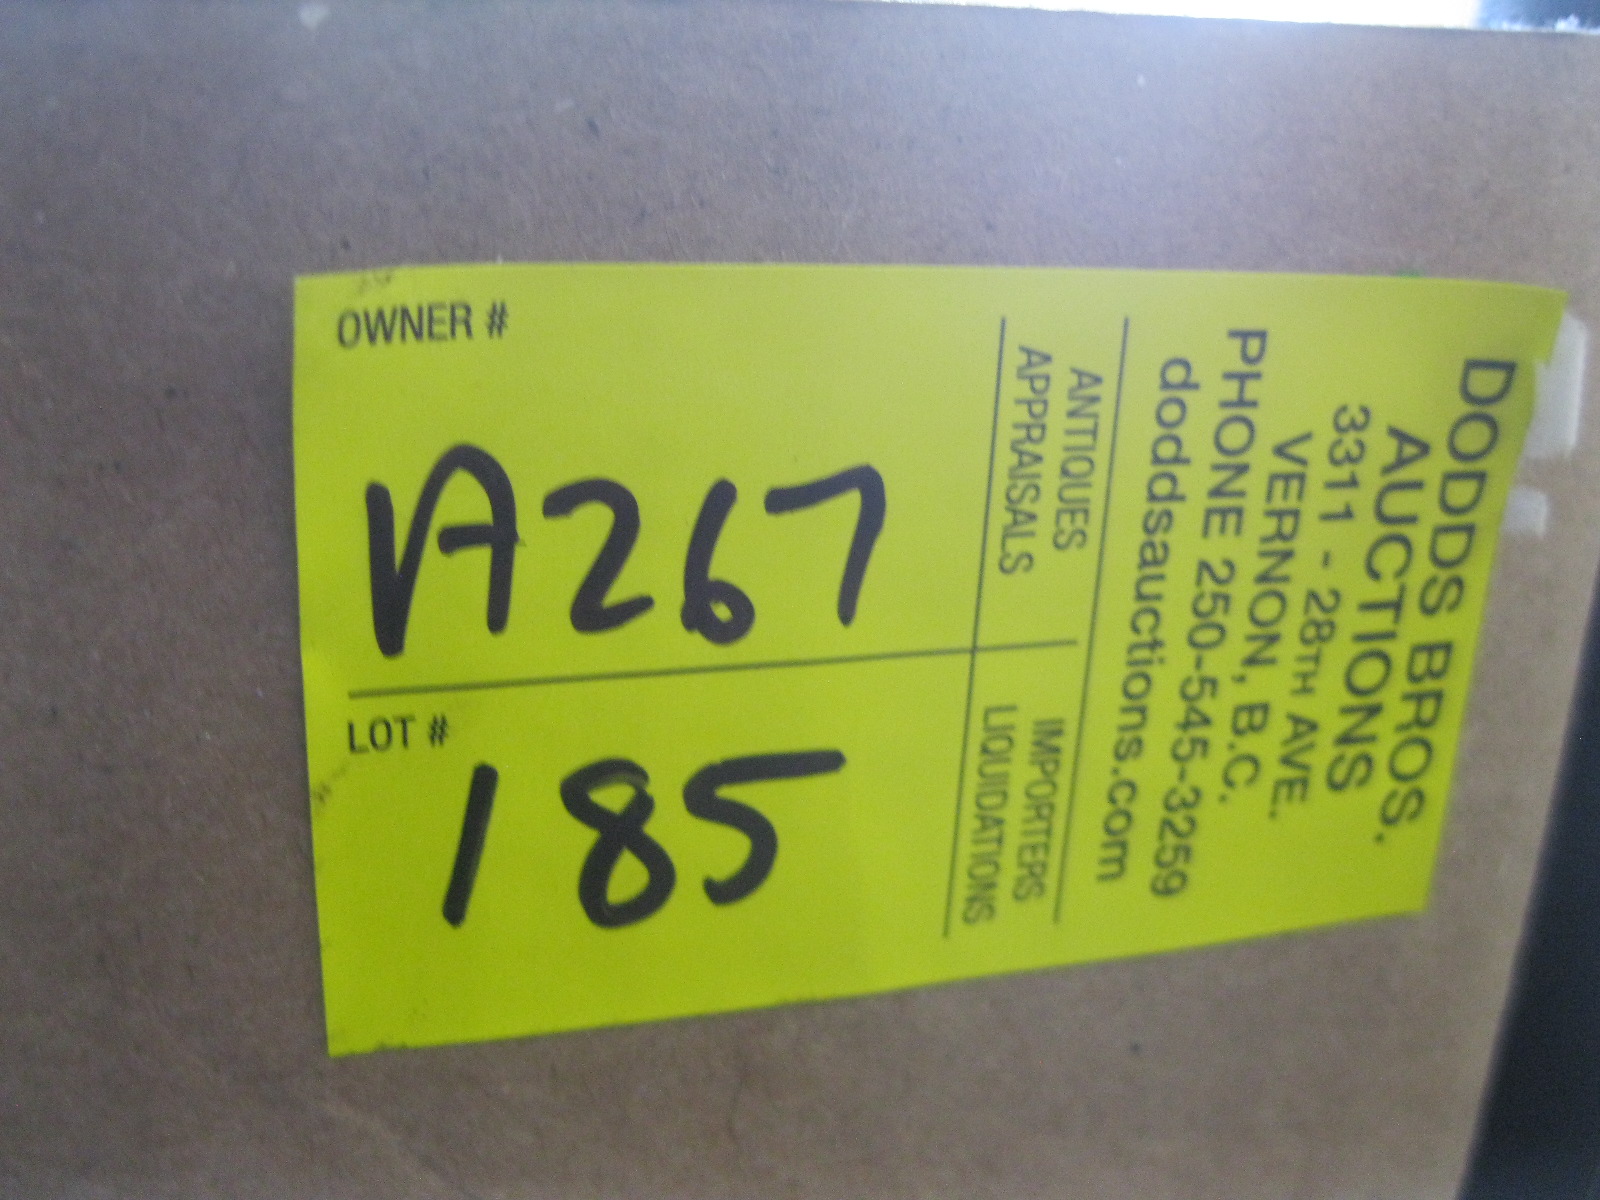 DODDS BROS.
AUCTIONS
3311 - 28TH AVE.
VERNON, B.C.
PHONE 250-545-3259
doddsauctions.com
ANTIQUES
APPRAISALS
IMPORTERS
LIQUIDATIONS
OWNER #
A267
LOT #
185